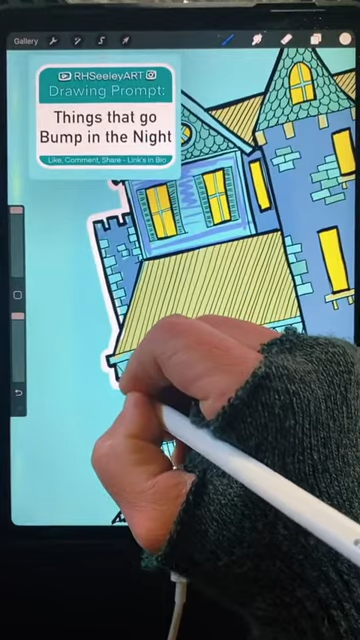 Gallery
RHSeeleyART
Drawing Prompt:
Things that go
Bump in the Night
Like, Comment, Share - Link's in Bio